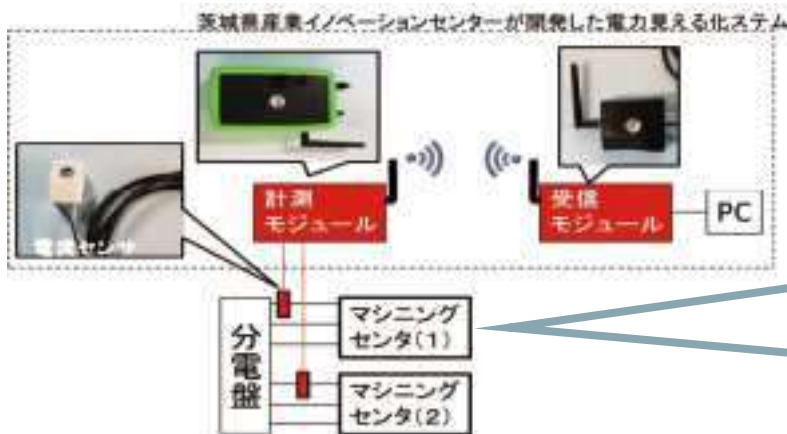 茨城県産業イノベーションセンターが開発した電力見える化ステム
計測
モジュール
受信
モジュール
PC
電流センサ
分電盤
マシニング
センタ(1)
マシニング
センタ(2)